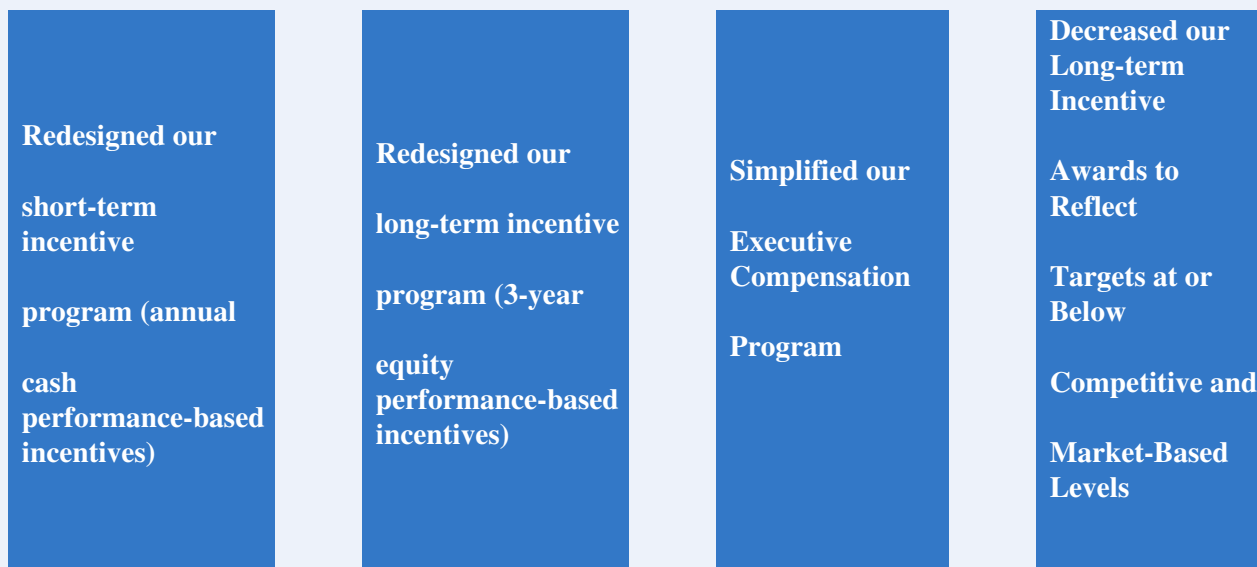 Redesigned our
short-term
incentive
program (annual
cash
performance-based
incentives)
Redesigned our
long-term incentive
program (3-year
equity
performance-based
incentives)
Simplified our
Executive
Compensation
Program
Decreased our
Long-term
Incentive
Awards to
Reflect
Targets at or
Below
Competitive and
Market-Based
Levels